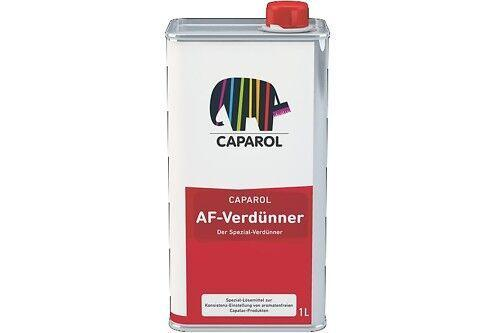 CAPAROL
CAPAROL
AF-Verdünner
Der Spezial-Verdünner
Spezial-Lösemittel zur
Konsistenz-Einstellung von aromatenfreien
Capalac-Produkten
1L